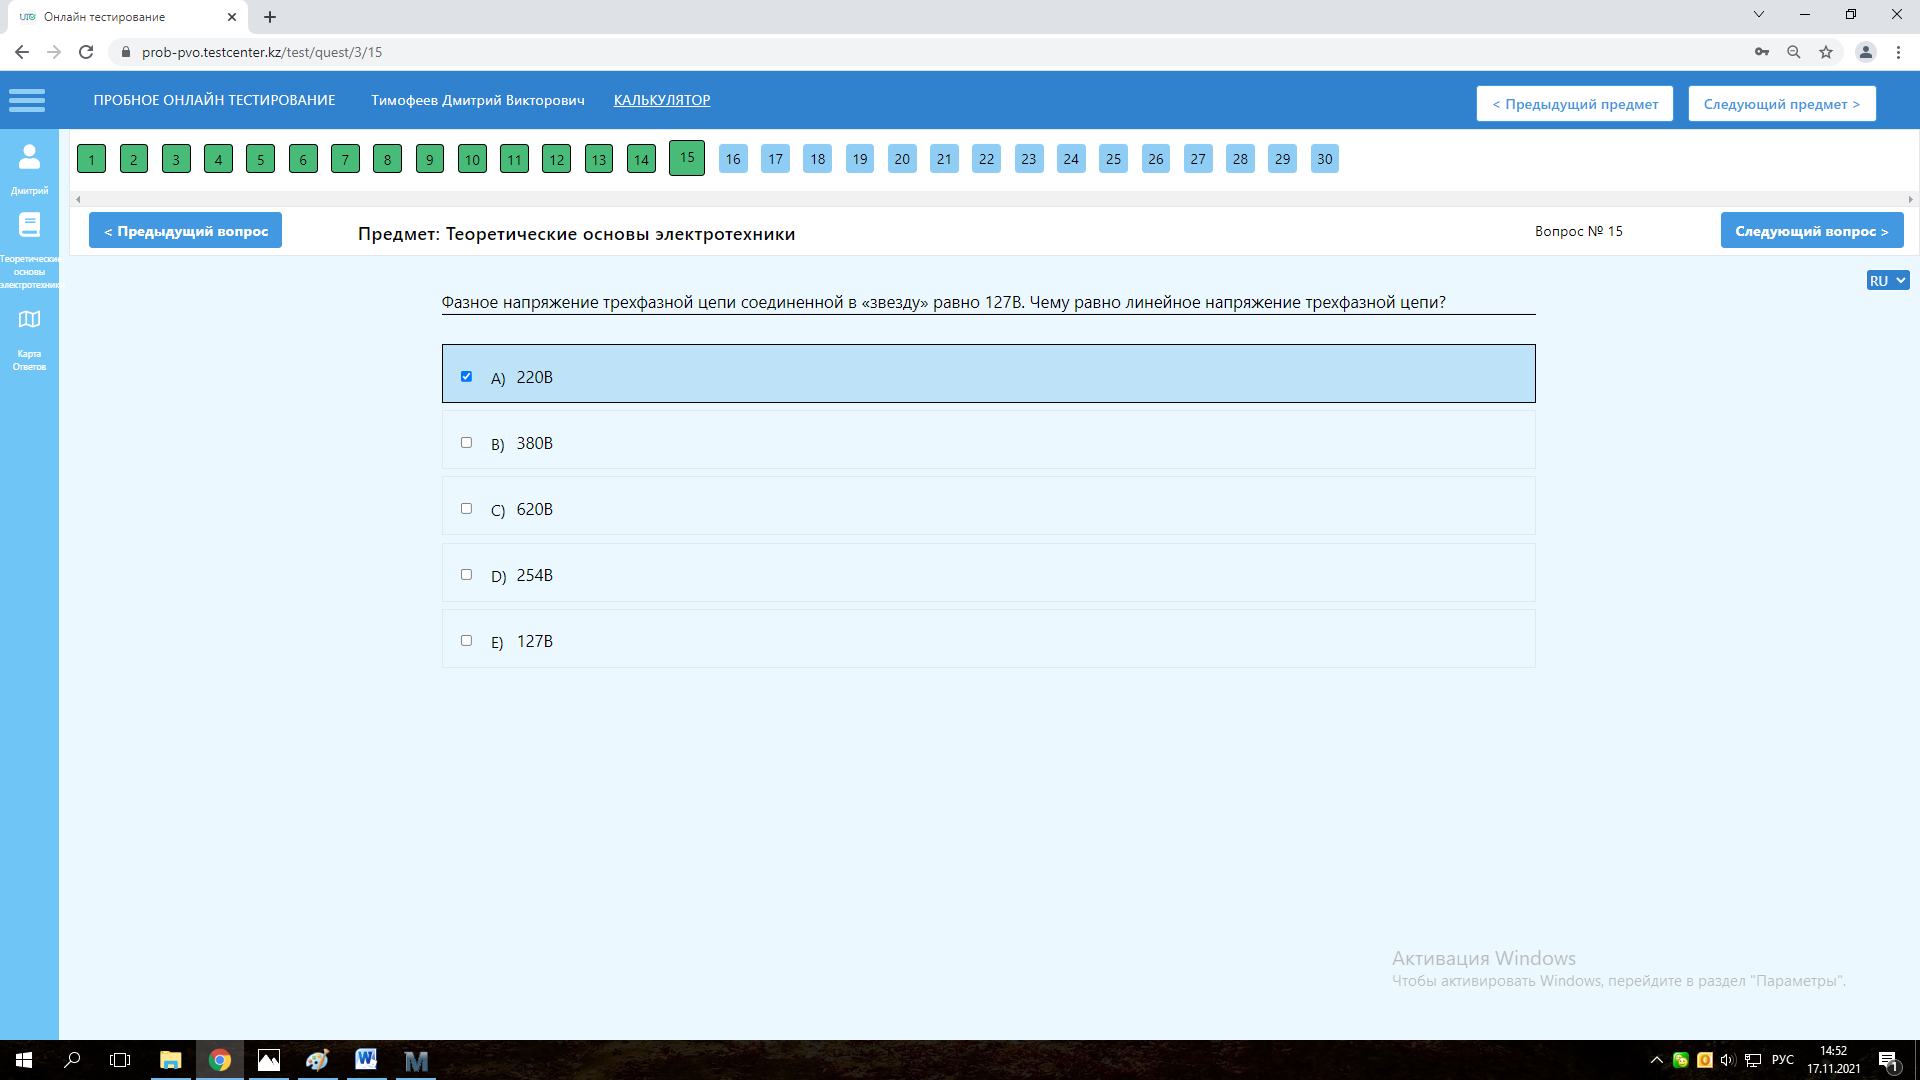 Онлайн тестирование
prob-pvo.testcenter.kz/test/quest/3/15
ПРОБНОЕ ОНЛАЙН ТЕСТИРОВАНИЕ Тимофеев Дмитрий Викторович КАЛЬКУЛЯТОР < Предыдущий предмет Следующий предмет >
1 2 3 4 5 6 7 8 9 10 11 12 13 14 15 16 17 18 19 20 21 22 23 24 25 26 27 28 29 30
Дмитрий
Теоретические
основы
электротехники
Карта
Ответов
< Предыдущий вопрос Предмет: Теоретические основы электротехники Вопрос № 15 Следующий вопрос >
RU
Фазное напряжение трехфазной цепи соединенной в «звезду» равно 127В. Чему равно линейное напряжение трехфазной цепи?
A) 220В
B) 380В
C) 620В
D) 254В
E) 127В
Активация Windows
Чтобы активировать Windows, перейдите в раздел "Параметры".
РУС
14:52
17.11.2021
1